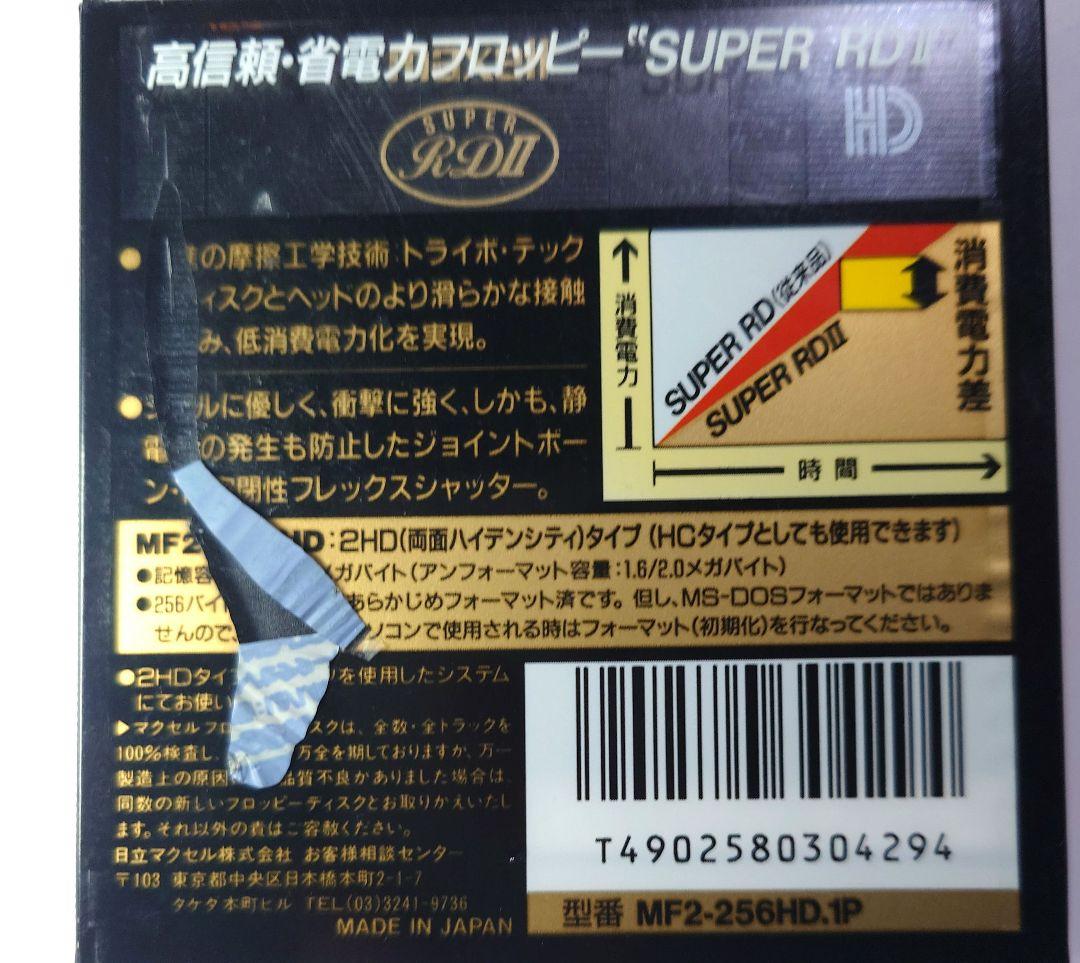 高信頼・省電力フロッピー“SUPER RDⅡ”
SUPER
RDⅡ
HD
の摩擦工学技術:トライボ・テック
ィスクとヘッドのより滑らかな接触
み、低消費電力化を実現。
ルに優しく、衝撃に強く、しかも、静
の発生も防止したジョイントボー
ン・ 閉性フレックスシャッター。
消費電力
SUPER RD(従来品)
SUPER RDⅡ
消費電力差
時間
MF2 HD:2HD(両面ハイデンシティ)タイプ (HCタイプとしても使用できます)
●記憶容 ガバイト(アンフォーマット容量:1.6/2.0メガバイト)
●256バイ あらかじめフォーマット済です。但し、MS-DOSフォーマットではありま
せんので、 ソコンで使用される時はフォーマット(初期化)を行なってください。
●2HDタイ を使用したシステム
にてお使い
▶マクセルフロ スクは、全数・全トラックを
100%検査し 万全を期しておりますが、万一
製造上の原因 品質不良がありました場合は、
同数の新しいフロッピーディスクとお取りかえいたし
ます。それ以外の責はご容赦ください。
日立マクセル株式会社 お客様相談センター
〒103 東京都中央区日本橋本町2-1-7
タケダ本町ビル TEL(03)3241-9736
MADE IN JAPAN
T4902580304294
型番 MF2-256HD.1P